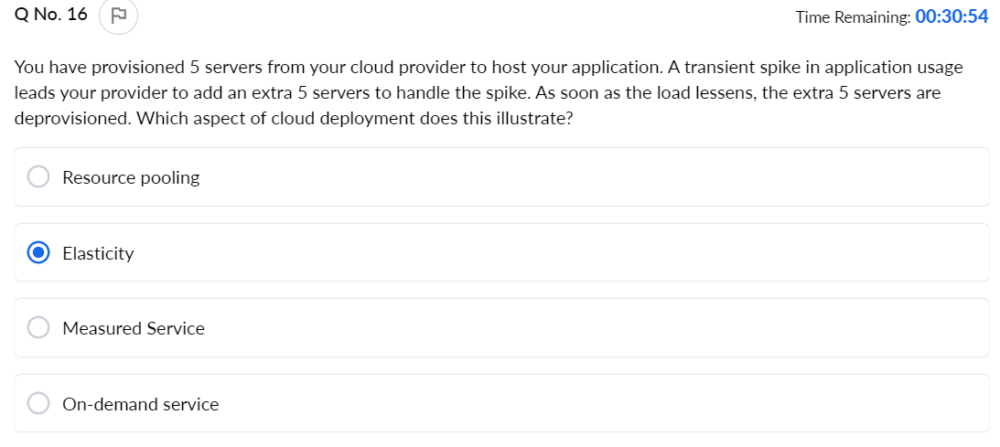 Q No. 16
Time Remaining: 00:30:54
You have provisioned 5 servers from your cloud provider to host your application. A transient spike in application usage
leads your provider to add an extra 5 servers to handle the spike. As soon as the load lessens, the extra 5 servers are
deprovisioned. Which aspect of cloud deployment does this illustrate?
Resource pooling
Elasticity
Measured Service
On-demand service